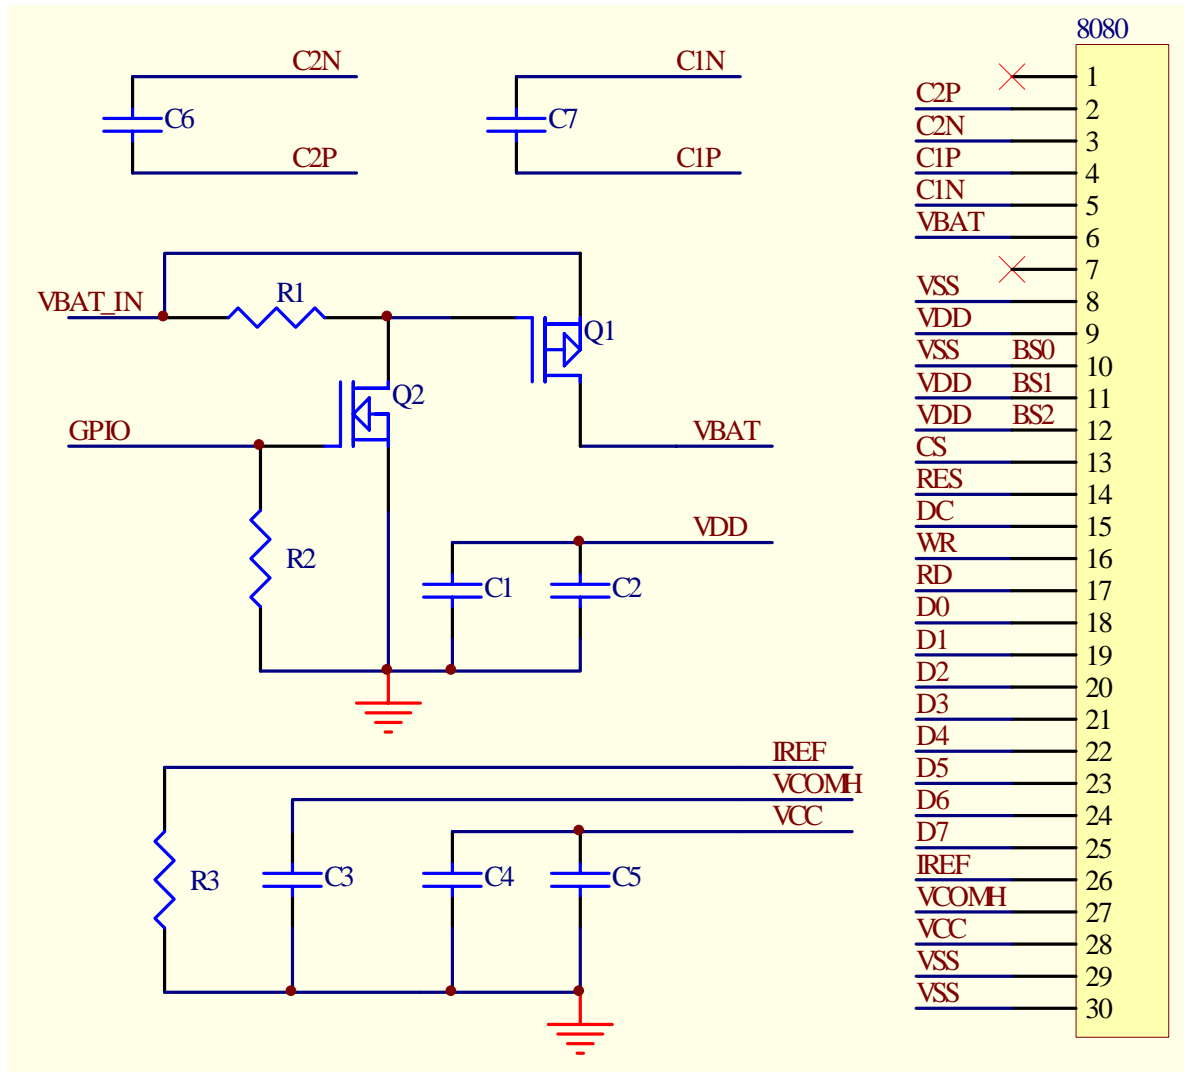 8080
C2N
C6
C2P
C1N
C7
C1P
VBAT_IN
R1
Q1
Q2
GPIO
VBAT
R2
VDD
C1
C2
IREF
VCOMH
VCC
R3
C3
C4
C5
1
C2P 2
C2N 3
C1P 4
C1N 5
VBAT 6
7
VSS 8
VDD 9
VSS BS0 10
VDD BS1 11
VDD BS2 12
CS 13
RES 14
DC 15
WR 16
RD 17
D0 18
D1 19
D2 20
D3 21
D4 22
D5 23
D6 24
D7 25
IREF 26
VCOMH 27
VCC 28
VSS 29
VSS 30